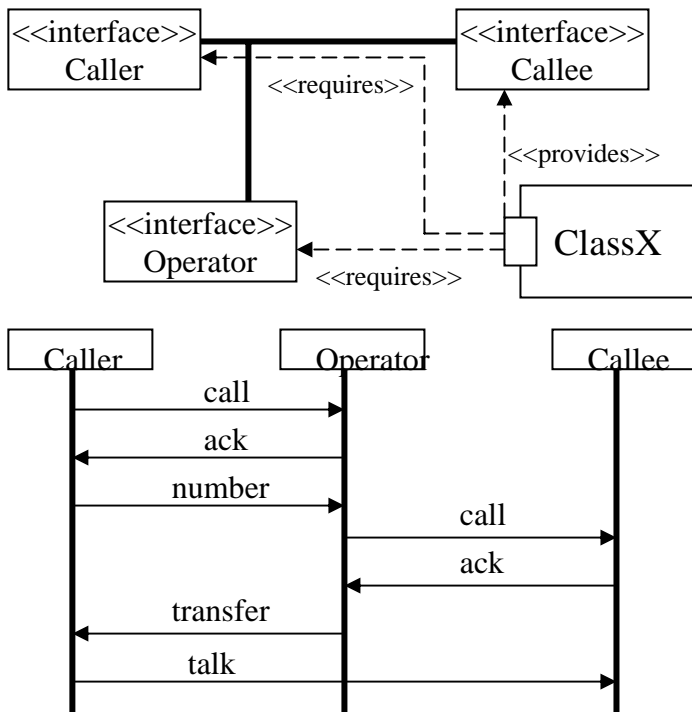 <<interface>>
Caller
<<interface>>
Callee
<<requires>>
<<provides>>
<<interface>>
Operator
ClassX
<<requires>>
Caller
Operator
Callee
call
ack
number
call
ack
transfer
talk